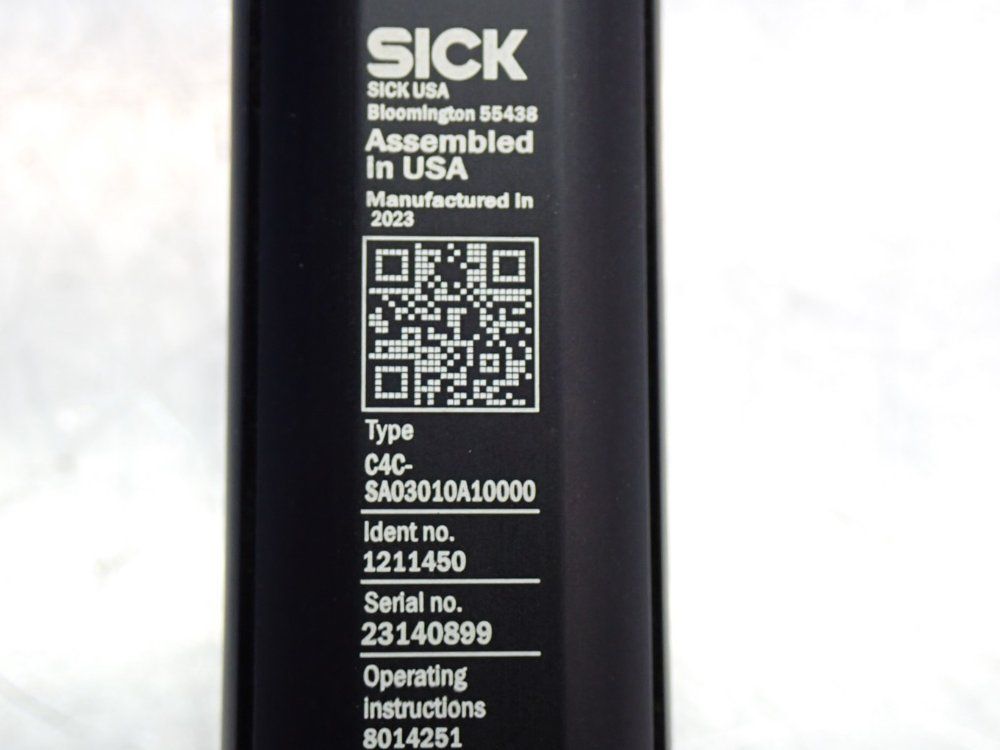 SICK
SICK USA
Bloomington 55438
Assembled
in USA
Manufactured in
2023
Type
C4C-
SA03010A10000
Ident no.
1211450
Serial no.
23140899
Operating
instructions
8014251